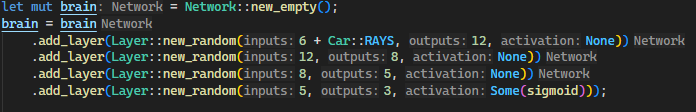 let mut brain: Network = Network::new_empty();
brain = brain Network
.add_layer(Layer::new_random(inputs: 6 + Car::RAYS, outputs: 12, activation: None)) Network
.add_layer(Layer::new_random(inputs: 12, outputs: 8, activation: None)) Network
.add_layer(Layer::new_random(inputs: 8, outputs: 5, activation: None)) Network
.add_layer(Layer::new_random(inputs: 5, outputs: 3, activation: Some(sigmoid)));